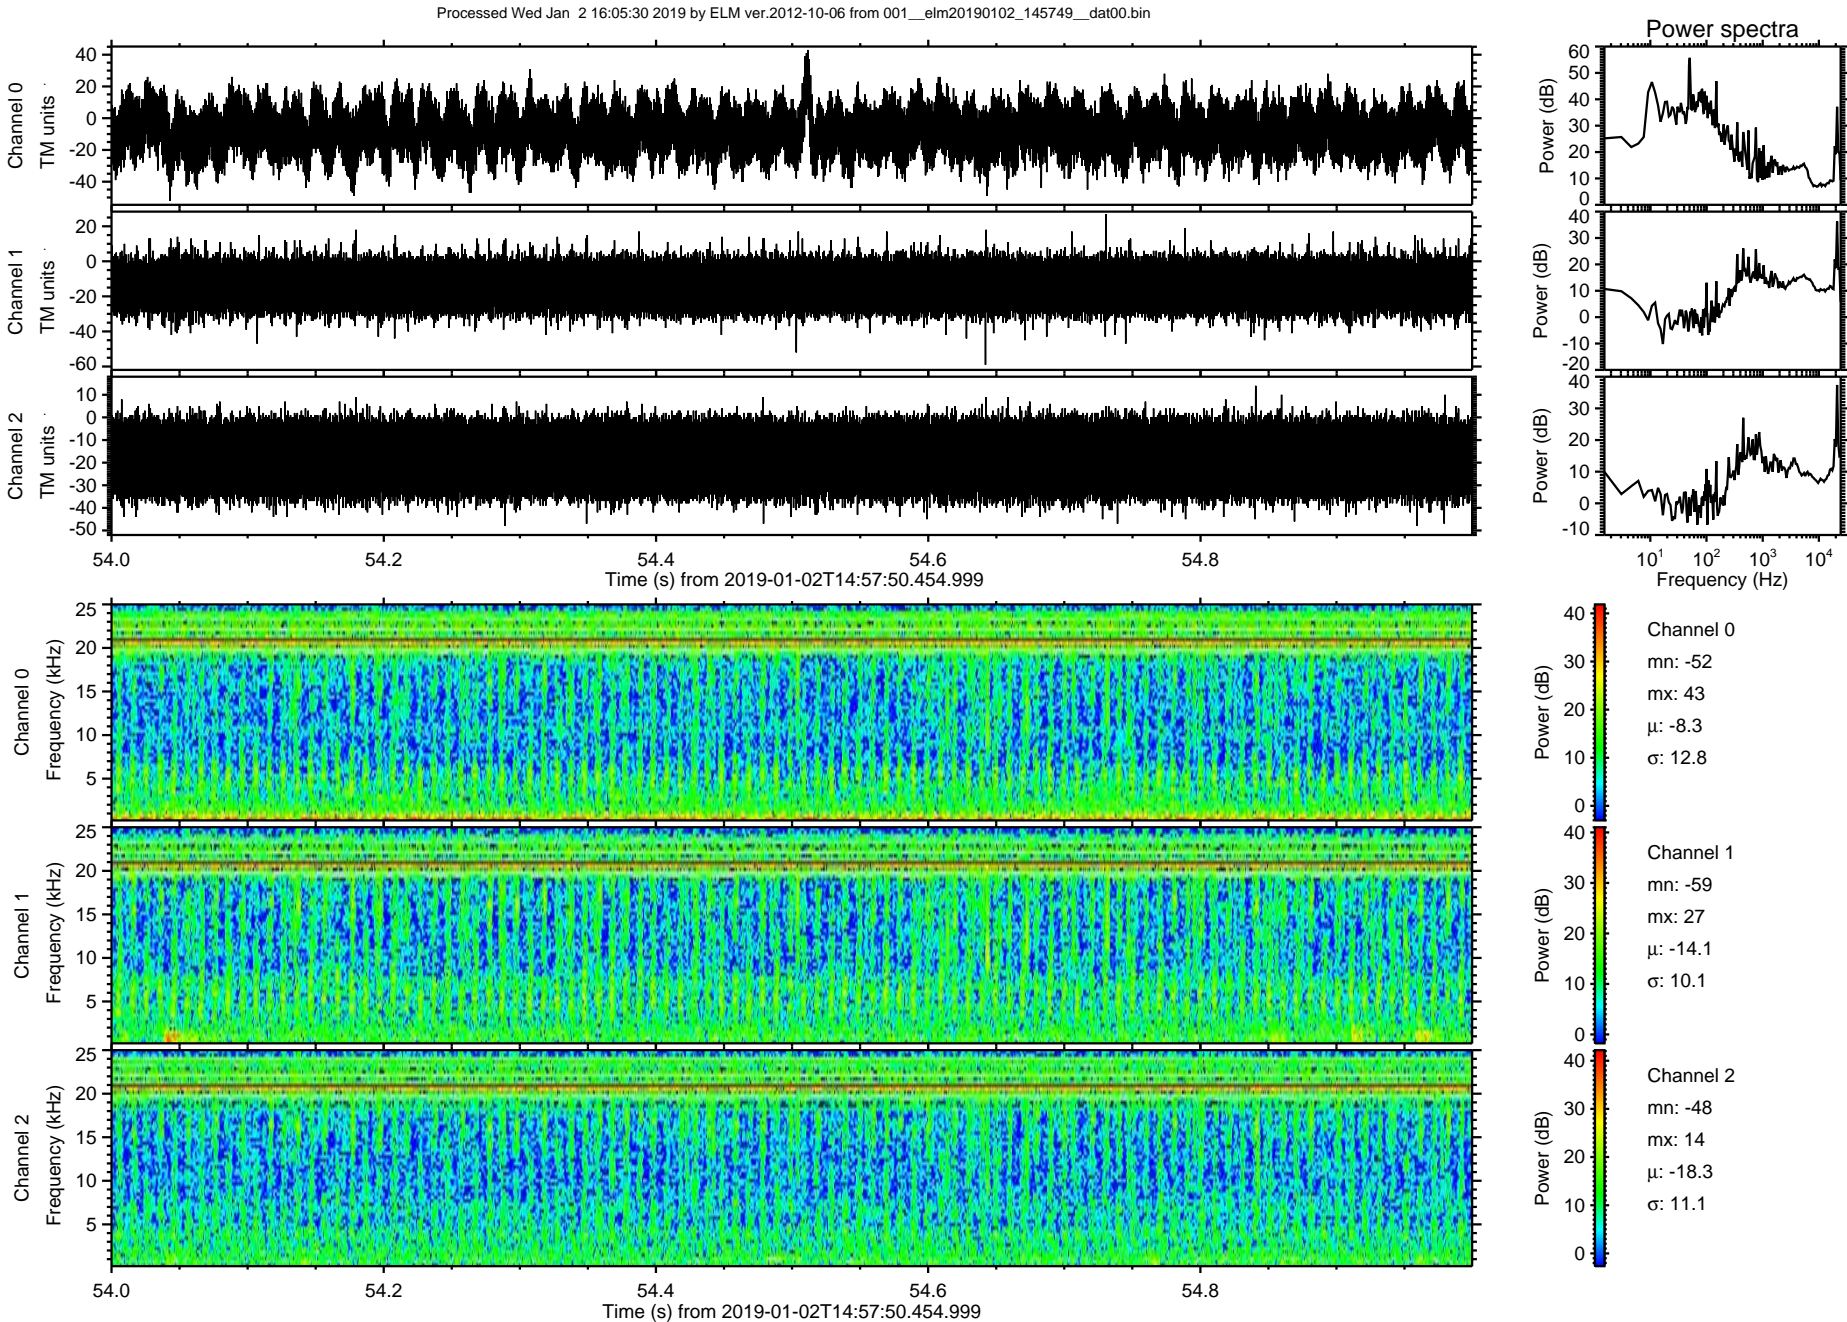 Processed Wed Jan  2 16:05:30 2019 by ELM ver.2012-10-06 from 001__elm20190102_145749__dat00.bin
Power spectra
Channel 0
TM units
40
20
0
-20
-40
Power (dB)
60
50
40
30
20
10
0
Channel 1
TM units
20
0
-20
-40
-60
Power (dB)
40
30
20
10
0
-10
-20
Channel 2
TM units
10
0
-10
-20
-30
-40
-50
Power (dB)
40
30
20
10
0
-10
54.0 54.2 54.4 54.6 54.8
Time (s) from 2019-01-02T14:57:50.454.999
10¹ 10² 10³ 10⁴
Frequency (Hz)
Channel 0
Frequency (kHz)
25
20
15
10
5
Power (dB)
40
30
20
10
0
Channel 0
mn: -52
mx: 43
μ: -8.3
σ: 12.8
Channel 1
Frequency (kHz)
25
20
15
10
5
Power (dB)
40
30
20
10
0
Channel 1
mn: -59
mx: 27
μ: -14.1
σ: 10.1
Channel 2
Frequency (kHz)
25
20
15
10
5
Power (dB)
40
30
20
10
0
Channel 2
mn: -48
mx: 14
μ: -18.3
σ: 11.1
54.0 54.2 54.4 54.6 54.8
Time (s) from 2019-01-02T14:57:50.454.999